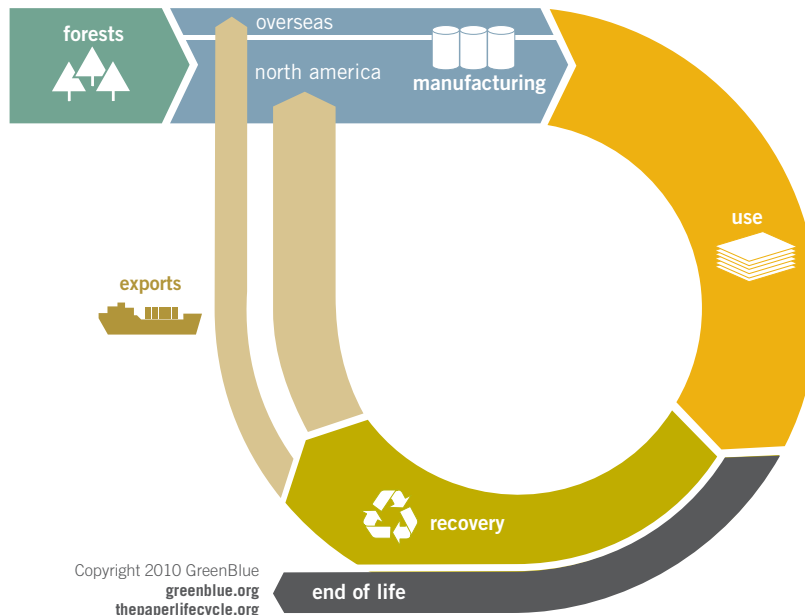 forests
overseas
north america
manufacturing
use
exports
recovery
end of life
Copyright 2010 GreenBlue
greenblue.org
thepaperlifecycle.org